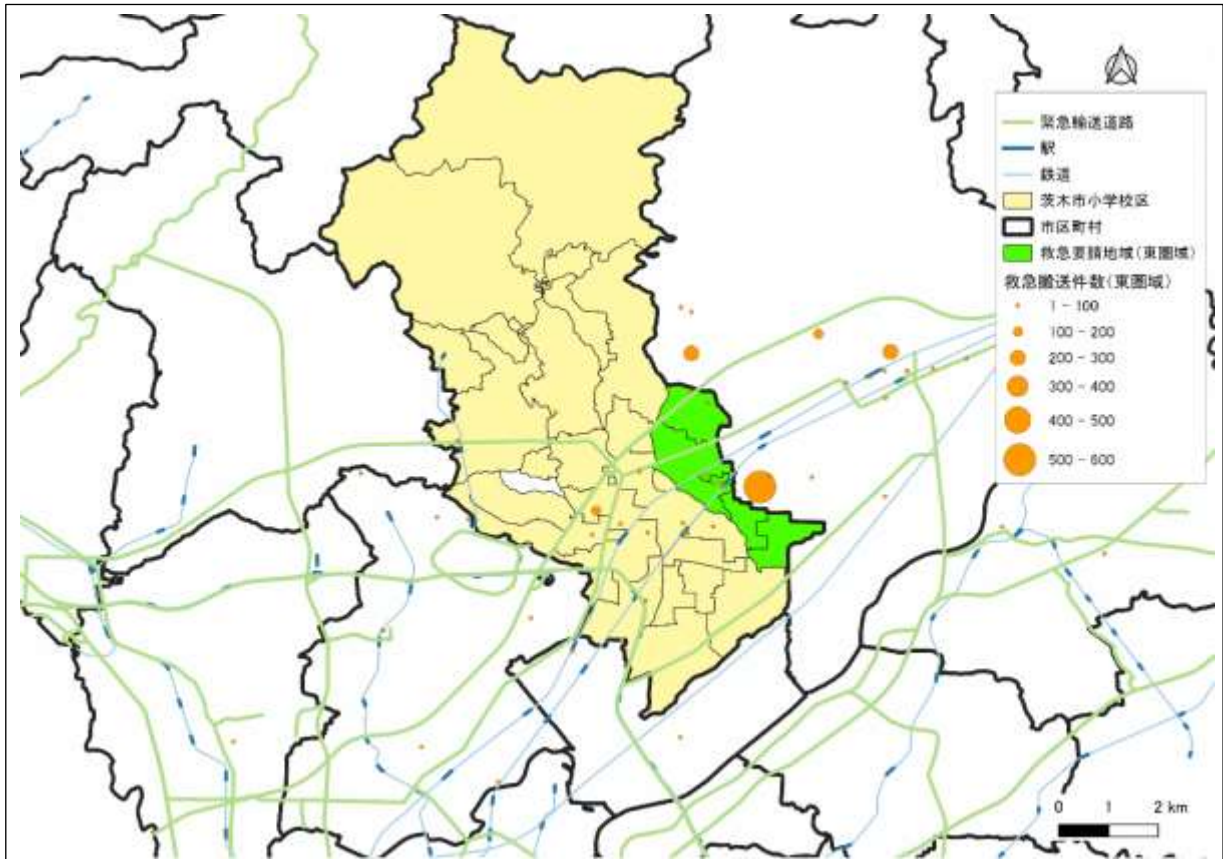 緊急輸送道路
駅
鉄道
茨木市小学校区
市区町村
救急要請地域(東圏域)
救急搬送件数(東圏域)
1 - 100
100 - 200
200 - 300
300 - 400
400 - 500
500 - 600
0 1 2 km